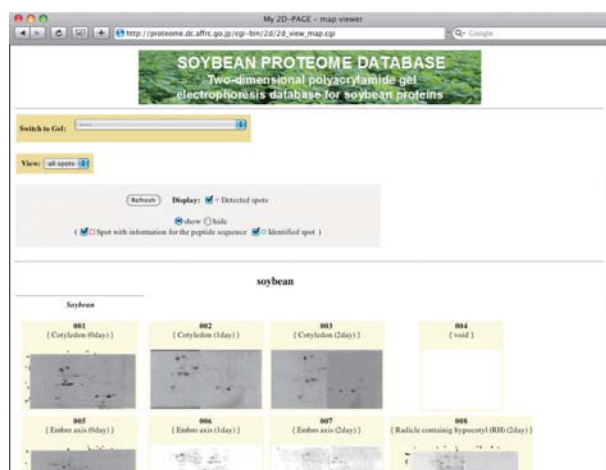 My 2D-PAGE – map viewer
http://proteome.dc.affrc.go.jp/cgi-bin/2d/2d_view_map.cgi
Google
SOYBEAN PROTEOME DATABASE
Two-dimensional polyacrylamide gel
electrophoresis database for soybean proteins
Switch to Gel: ----
View: all spots
Refresh Display: + Detected spots
show hide
( Spot with information for the peptide sequence Identified spot )
soybean
Soybean
001 002 003 004
{ Cotyledon (0day) } { Cotyledon (1day) } { Cotyledon (2day) } { void }
005 006 007 008
{ Embro axis (0day) } { Embro axis (1day) } { Embro axis (2day) } { Radicle containig hypocotyl (RH) (2day) }